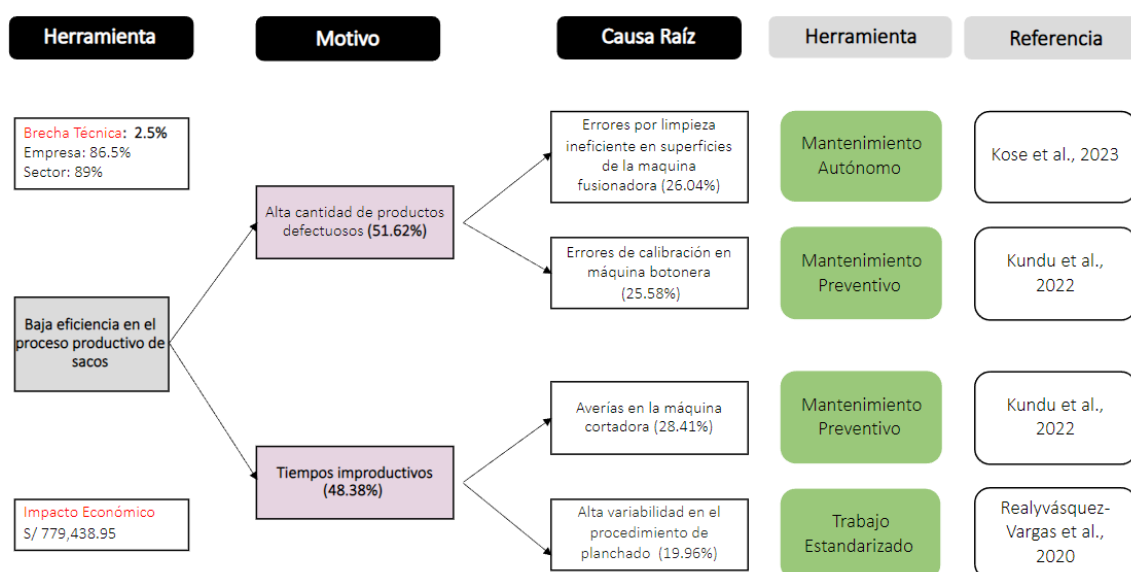 Herramienta
Motivo
Causa Raíz
Herramienta
Referencia
Brecha Técnica: 2.5%
Empresa: 86.5%
Sector: 89%
Errores por limpieza
ineficiente en superficies
de la maquina
fusionadora (26.04%)
Mantenimiento
Autónomo
Kose et al., 2023
Alta cantidad de productos
defectuosos (51.62%)
Errores de calibración en
máquina botonera
(25.58%)
Mantenimiento
Preventivo
Kundu et al.,
2022
Baja eficiencia en el
proceso productivo de
sacos
Averías en la máquina
cortadora (28.41%)
Mantenimiento
Preventivo
Kundu et al.,
2022
Tiempos improductivos
(48.38%)
Impacto Económico
S/ 779,438.95
Alta variabilidad en el
procedimiento de
planchado (19.96%)
Trabajo
Estandarizado
Realyvásquez-
Vargas et al.,
2020